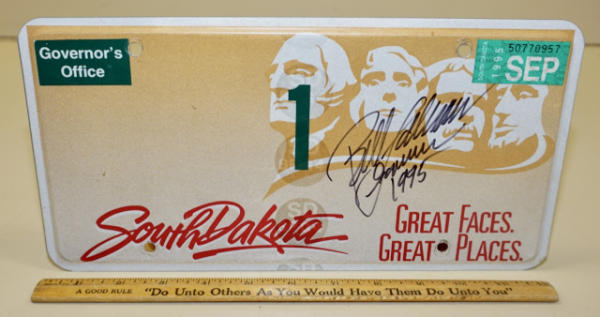 Governor's
Office
50770957
1995
SEP
1
1995
South Dakota
GREAT FACES.
GREAT PLACES.
A GOOD RULE "Do Unto Others As You Would Have Them Do Unto You"